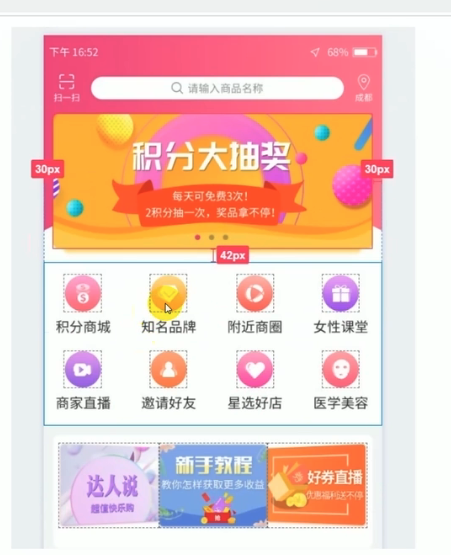 下午 16:52
68%
扫一扫
请输入商品名称
成都
积分大抽奖
30px
30px
每天可免费3次！
2积分抽一次，奖品拿不停！
42px
积分商城
知名品牌
附近商圈
女性课堂
商家直播
邀请好友
星选好店
医学美容
达人说
超值快乐购
新手教程
教你怎样获取更多收益
好券直播
优惠福利送不停